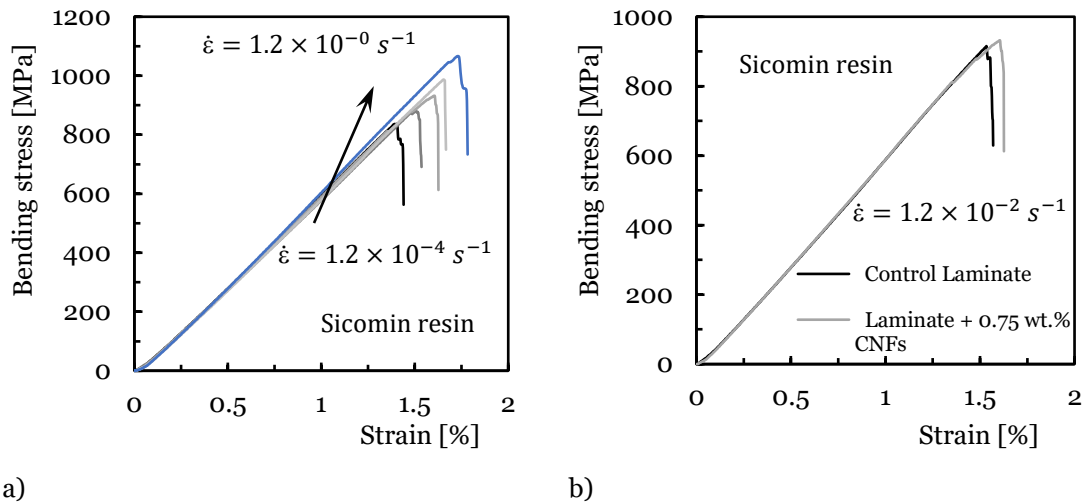 Bending stress [MPa]
1200
1000
800
600
400
200
0
ε̇ = 1.2 × 10⁻⁰ s⁻¹
ε̇ = 1.2 × 10⁻⁴ s⁻¹
Sicomin resin
0 0.5 1 1.5 2
Strain [%]
a)
Bending stress [MPa]
1000
800
600
400
200
0
Sicomin resin
ε̇ = 1.2 × 10⁻² s⁻¹
Control Laminate
Laminate + 0.75 wt.%
CNFs
0 0.5 1 1.5 2
Strain [%]
b)